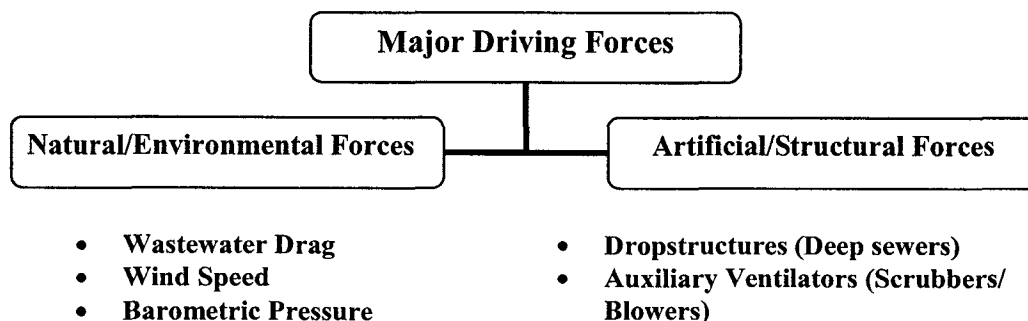 Major Driving Forces
Natural/Environmental Forces
Artificial/Structural Forces
• Wastewater Drag
• Wind Speed
• Barometric Pressure
• Dropstructures (Deep sewers)
• Auxiliary Ventilators (Scrubbers/
Blowers)